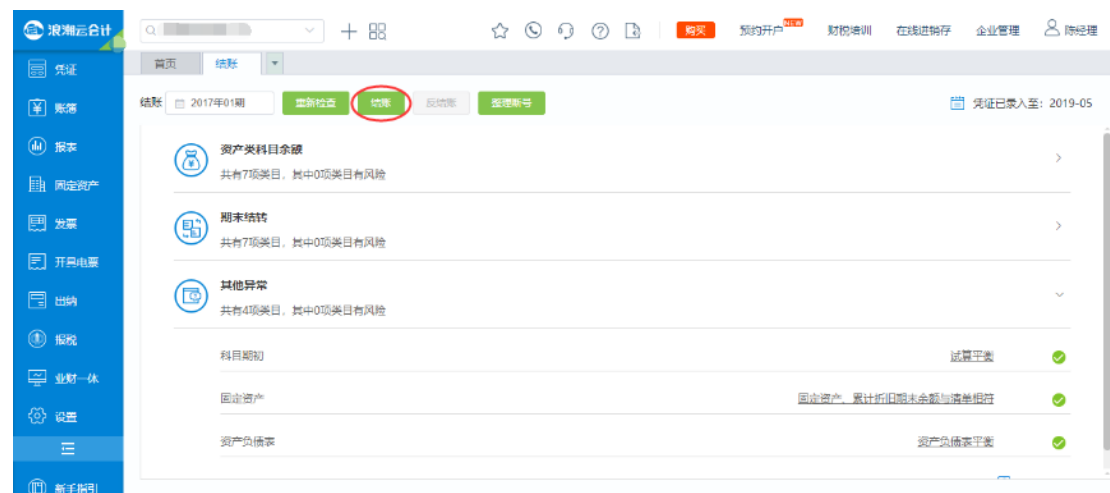 浪潮云会计
购买
预约开户 NEW
财税培训
在线进销存
企业管理
陈经理
凭证
账簿
报表
固定资产
发票
开具电票
出纳
报税
业财一体
设置
新手指引
首页
结账
结账
2017年01期
重新检查
结账
反结账
整理断号
凭证已录入至：2019-05
资产类科目余额
共有7项类目，其中0项类目有风险
期末结转
共有7项类目，其中0项类目有风险
其他异常
共有4项类目，其中0项类目有风险
科目期初
试算平衡
固定资产
固定资产、累计折旧期末余额与清单相符
资产负债表
资产负债表平衡